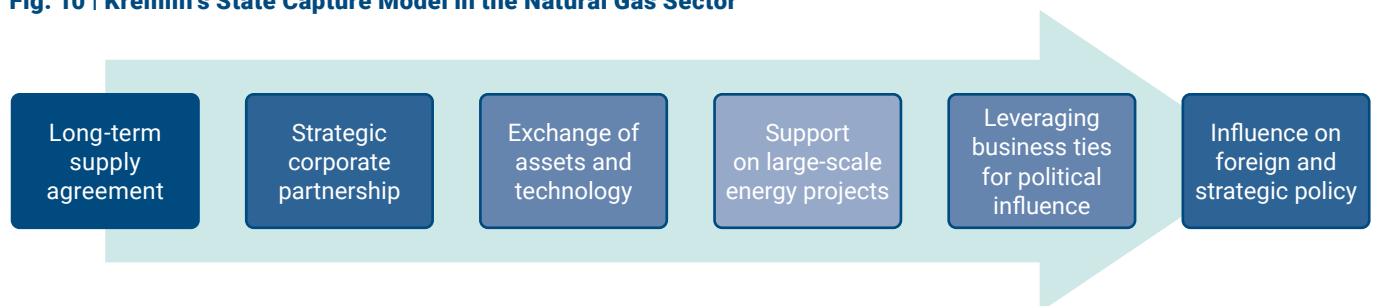 Fig. 10 | Kremlin's State Capture Model in the Natural Gas Sector
Long-term
supply
agreement
Strategic
corporate
partnership
Exchange of
assets and
technology
Support
on large-scale
energy projects
Leveraging
business ties
for political
influence
Influence on
foreign and
strategic policy